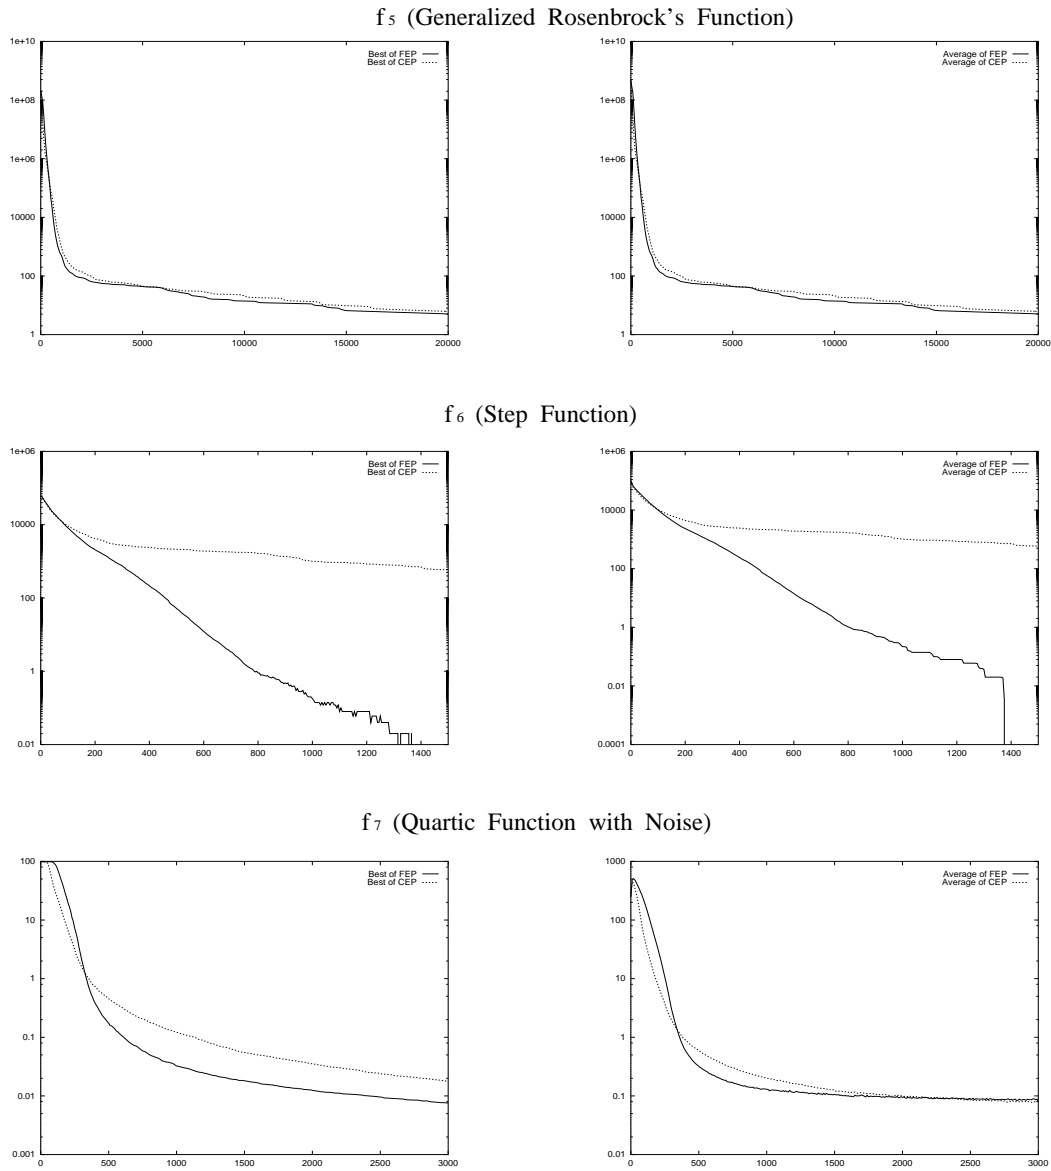 f 5 (Generalized Rosenbrock's Function)
1e+10
1e+08
1e+06
10000
100
1
0 5000 10000 15000 20000
Best of FEP
Best of CEP
1e+10
1e+08
1e+06
10000
100
1
0 5000 10000 15000 20000
Average of FEP
Average of CEP
f 6 (Step Function)
1e+06
10000
100
1
0.01
0 200 400 600 800 1000 1200 1400
Best of FEP
Best of CEP
1e+06
10000
100
1
0.01
0.0001
0 200 400 600 800 1000 1200 1400
Average of FEP
Average of CEP
f 7 (Quartic Function with Noise)
100
10
1
0.1
0.01
0.001
0 500 1000 1500 2000 2500 3000
Best of FEP
Best of CEP
1000
100
10
1
0.1
0.01
0 500 1000 1500 2000 2500 3000
Average of FEP
Average of CEP